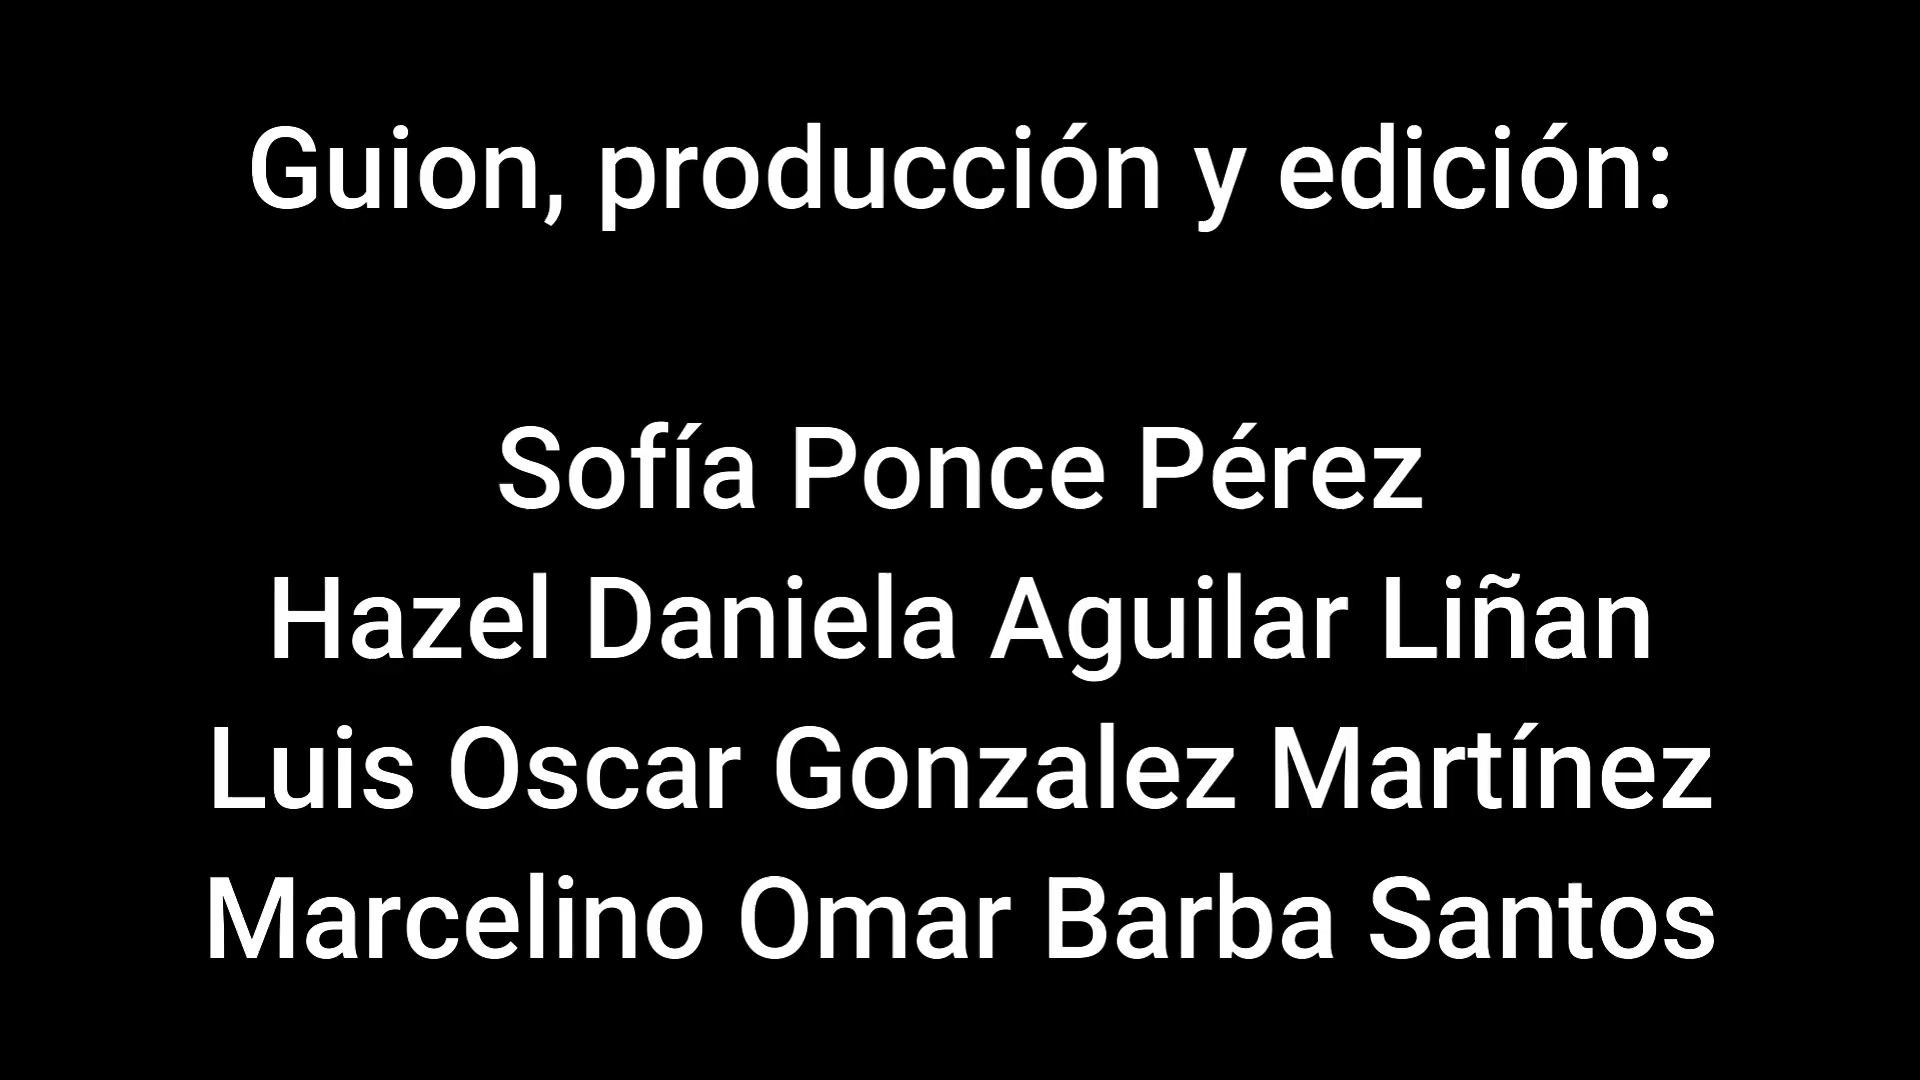 Guion, producción y edición:
Sofía Ponce Pérez
Hazel Daniela Aguilar Liñan
Luis Oscar Gonzalez Martínez
Marcelino Omar Barba Santos